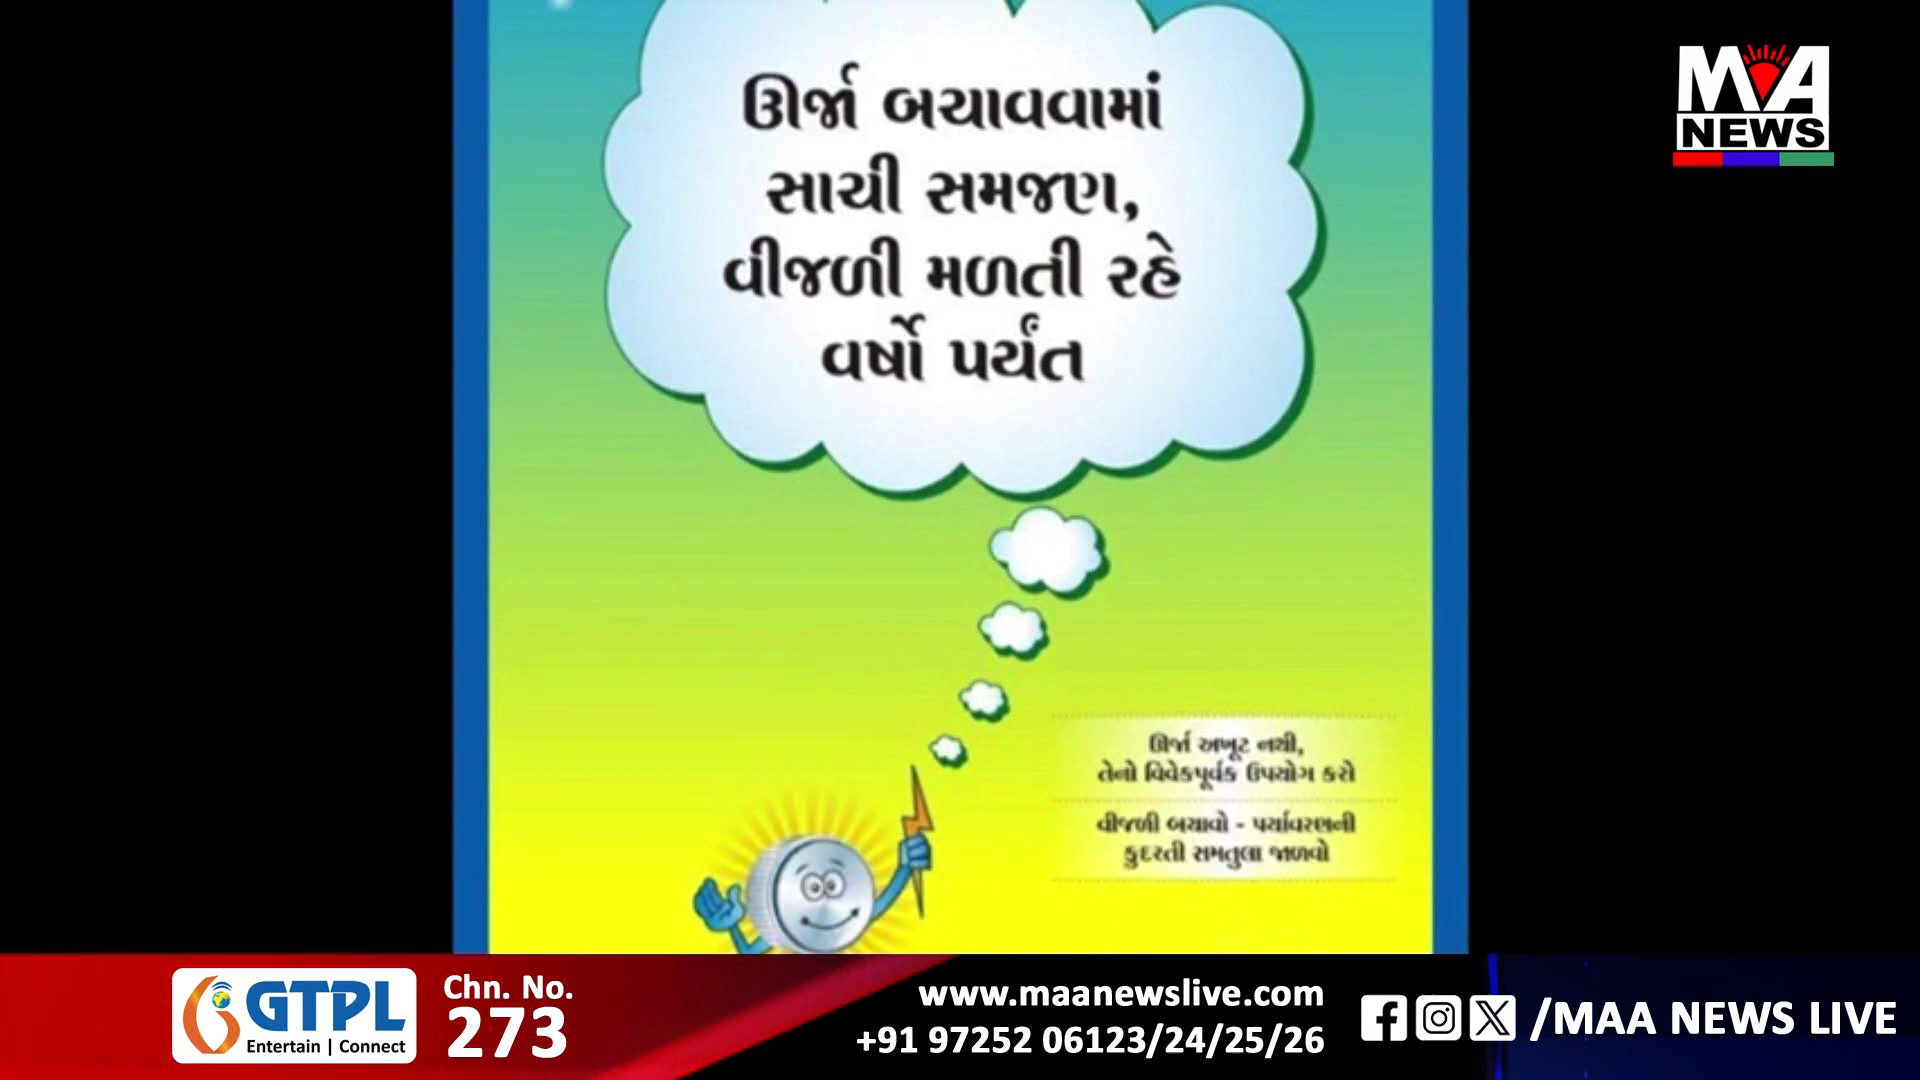 ઊર્જા બચાવવામાં
સાચી સમજણ,
વીજળી મળતી રહે
વર્ષો પર્યંત
ઊર્જા અખૂટ નથી,
તેનો વિવેકપૂર્વક ઉપયોગ કરો
વીજળી બચાવો - પર્યાવરણની
કુદરતી સમતુલા જાળવો
MAA
NEWS
GTPL
Entertain | Connect
Chn. No.
273
www.maanewslive.com
+91 97252 06123/24/25/26
/MAA NEWS LIVE